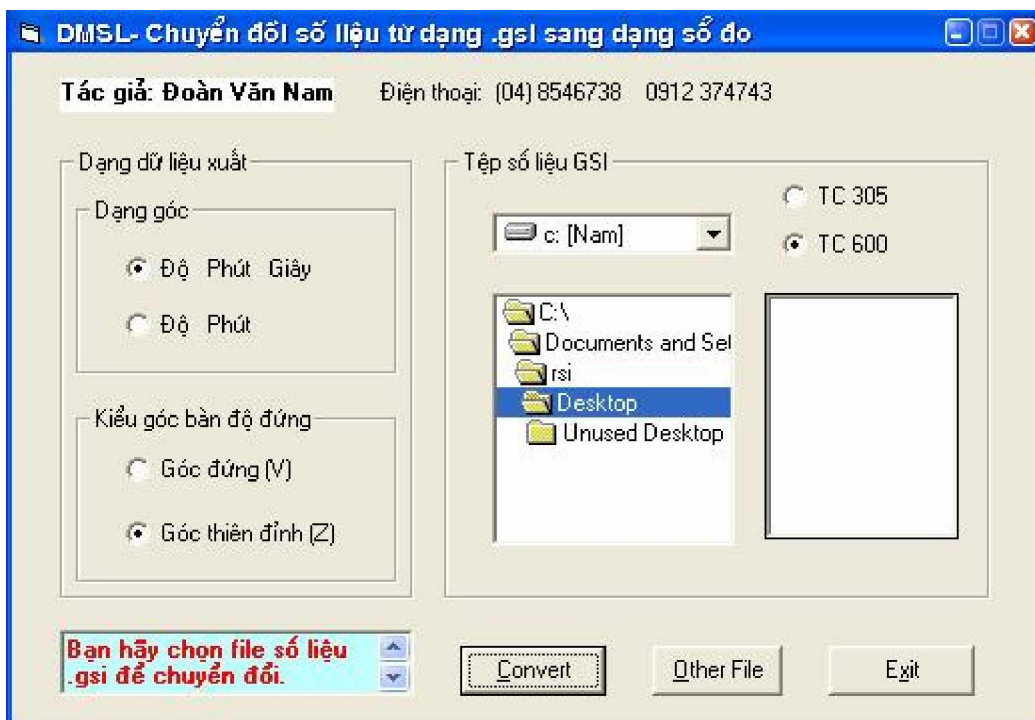 DMSL- Chuyển đổi số liệu từ dạng .gsI sang dạng sổ đo
Tác giả: Đoàn Văn Nam Điện thoại: (04) 8546738 0912 374743
Dạng dữ liệu xuất
Dạng góc
Độ Phút Giây
Độ Phút
Kiểu góc bàn độ đứng
Góc đứng (V)
Góc thiên đỉnh (Z)
Tệp số liệu GSI
c: [Nam]
TC 305
TC 600
C:\
Documents and Set
rsi
Desktop
Unused Desktop
Bạn hãy chọn file số liệu
.gsi để chuyển đổi.
Convert
Other File
Exit